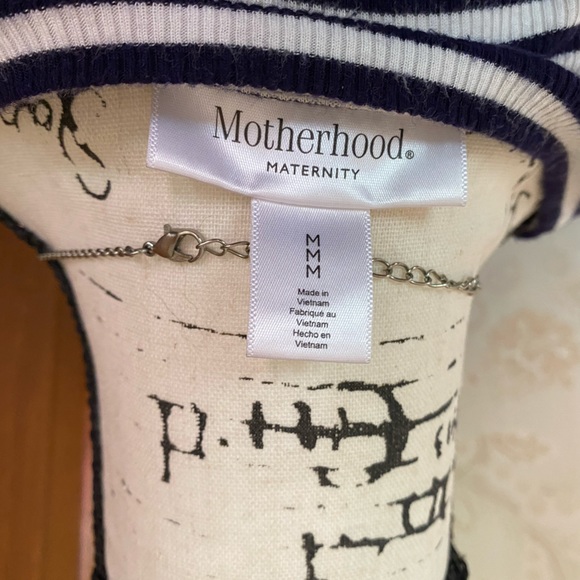 Motherhood®
MATERNITY
M
M
M
Made in
Vietnam
Fabriqué au
Vietnam
Hecho en
Vietnam